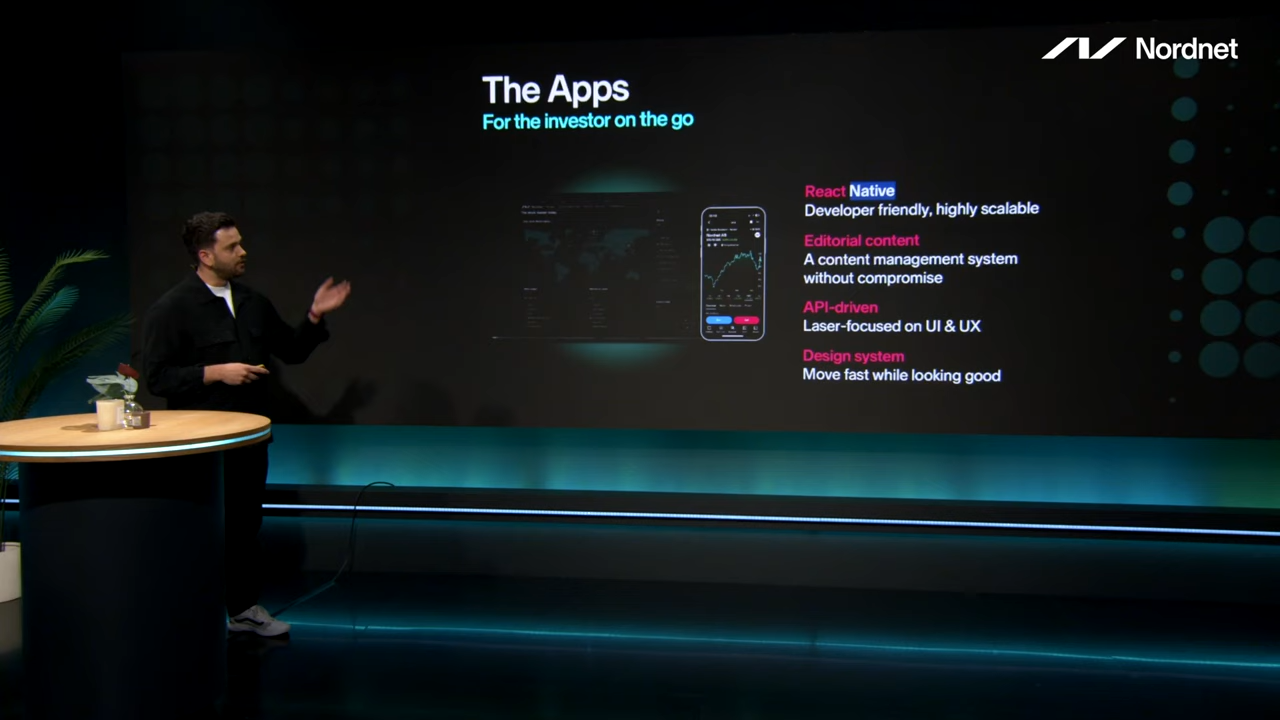 Nordnet
The Apps
For the investor on the go
React Native
Developer friendly, highly scalable
Editorial content
A content management system
without compromise
API-driven
Laser-focused on UI & UX
Design system
Move fast while looking good